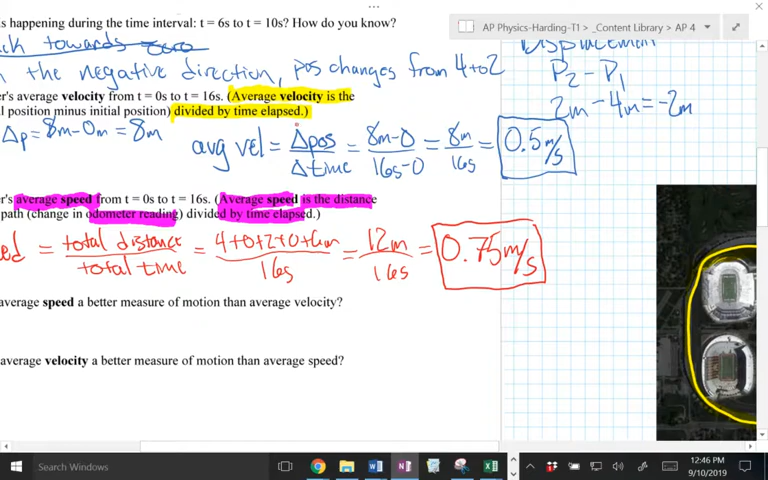 is happening during the time interval: t = 6s to t = 10s? How do you know?
AP Physics-Harding-T1 > _Content Library > AP 4
ck towards zero
Displacement
in the negative direction, pos changes from 4 to 2
P2 - P1
2m - 4m = -2m
er's average velocity from t = 0s to t = 16s. (Average velocity is the
l position minus initial position) divided by time elapsed.)
Δp = 8m - 0m = 8m
avg vel = Δpos / Δtime = 8m-0 / 16s-0 = 8m / 16s = 0.5 m/s
er's average speed from t = 0s to t = 16s. (Average speed is the distance
path (change in odometer reading) divided by time elapsed.)
ed = total distance / total time = 4+0+2+0+6m / 16s = 12m / 16s = 0.75 m/s
average speed a better measure of motion than average velocity?
average velocity a better measure of motion than average speed?
Search Windows
12:46 PM
9/10/2019